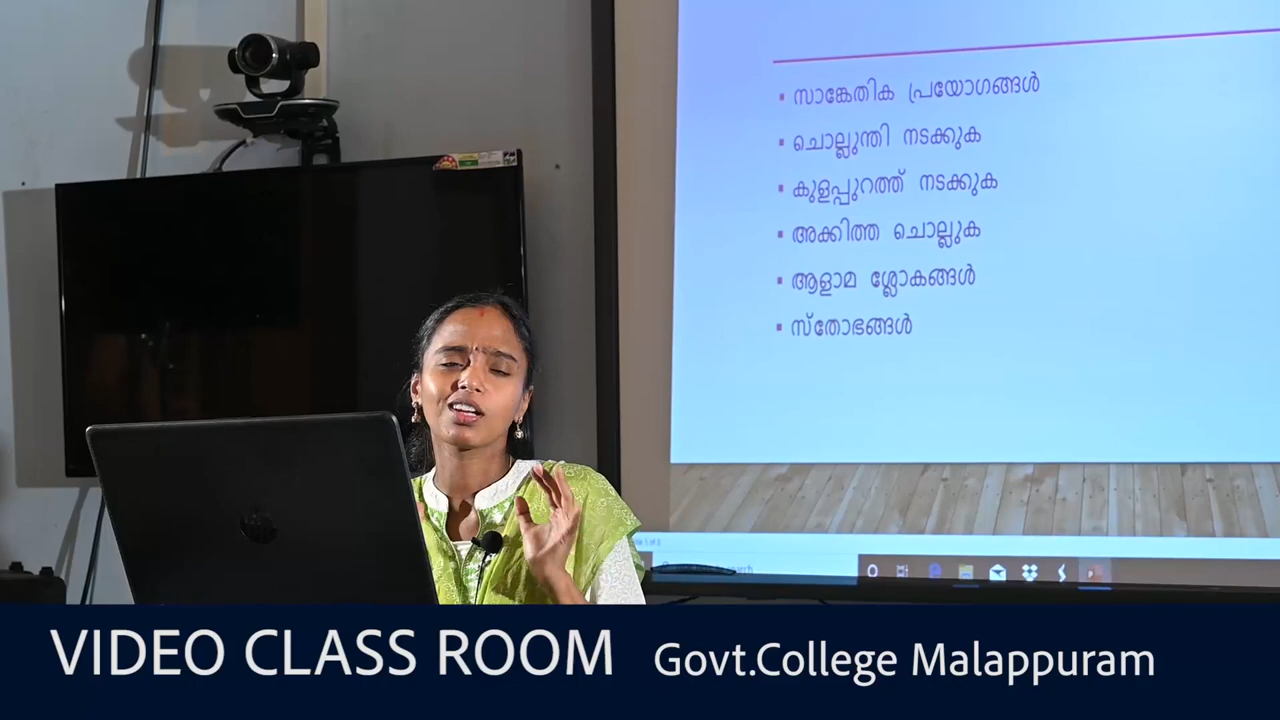 സാങ്കേതിക പ്രയോഗങ്ങൾ
ചൊല്ലുന്തി നടക്കുക
കുളപ്പുറത്ത് നടക്കുക
അക്കിത്ത ചൊല്ലുക
ആളാമ ശ്ലോകങ്ങൾ
സ്തോഭങ്ങൾ
VIDEO CLASS ROOM Govt.College Malappuram